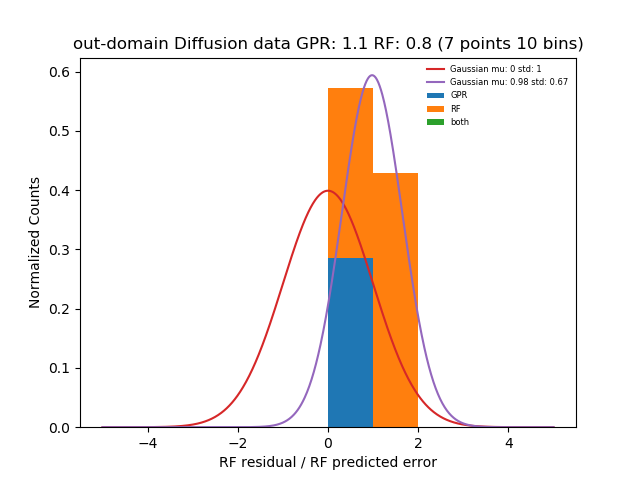 out-domain Diffusion data GPR: 1.1 RF: 0.8 (7 points 10 bins)
Gaussian mu: 0 std: 1
Gaussian mu: 0.98 std: 0.67
GPR
RF
both
Normalized Counts
0.6
0.5
0.4
0.3
0.2
0.1
0.0
−4 −2 0 2 4
RF residual / RF predicted error